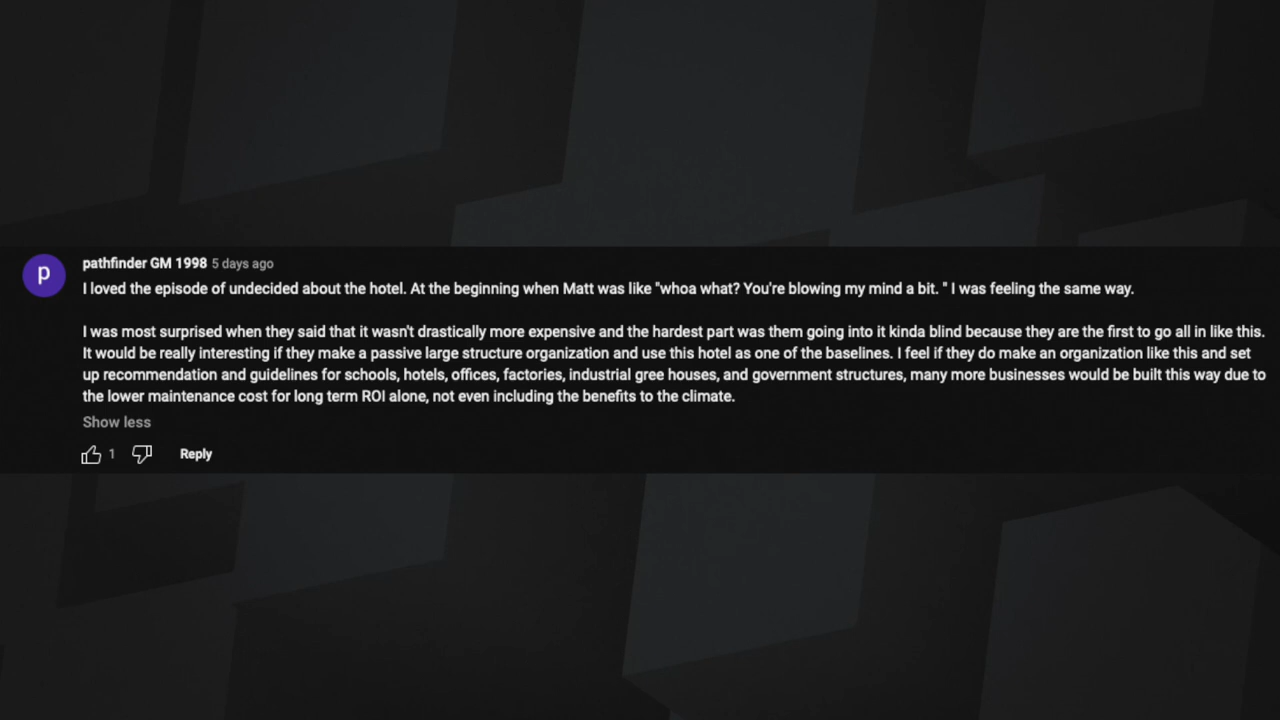 p
pathfinder GM 1998 5 days ago
I loved the episode of undecided about the hotel. At the beginning when Matt was like "whoa what? You're blowing my mind a bit. " I was feeling the same way.
I was most surprised when they said that it wasn't drastically more expensive and the hardest part was them going into it kinda blind because they are the first to go all in like this.
It would be really interesting if they make a passive large structure organization and use this hotel as one of the baselines. I feel if they do make an organization like this and set
up recommendation and guidelines for schools, hotels, offices, factories, industrial gree houses, and government structures, many more businesses would be built this way due to
the lower maintenance cost for long term ROI alone, not even including the benefits to the climate.
Show less
1 Reply